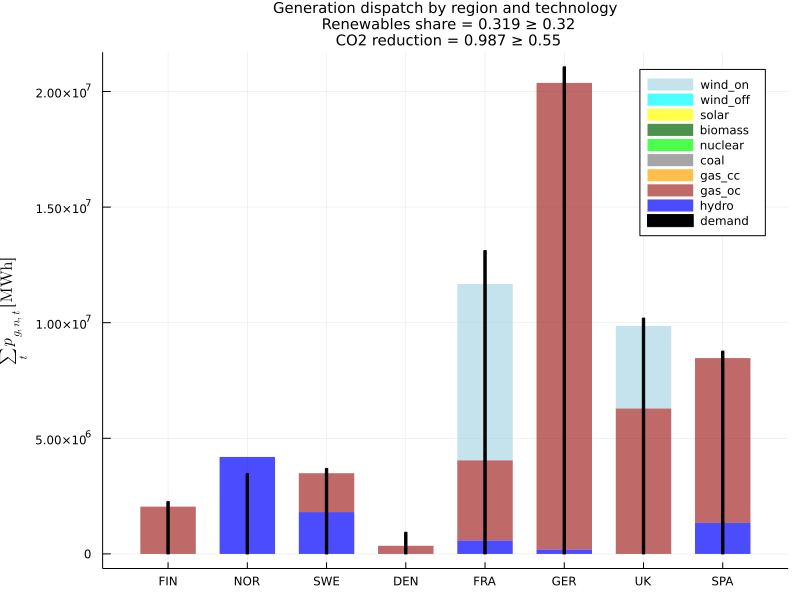 Generation dispatch by region and technology
Renewables share = 0.319 ≥ 0.32
CO2 reduction = 0.987 ≥ 0.55
2.00×10⁷
1.50×10⁷
1.00×10⁷
5.00×10⁶
0
∑ₜ p_{g,n,t} [MWh]
wind_on
wind_off
solar
biomass
nuclear
coal
gas_cc
gas_oc
hydro
demand
FIN NOR SWE DEN FRA GER UK SPA